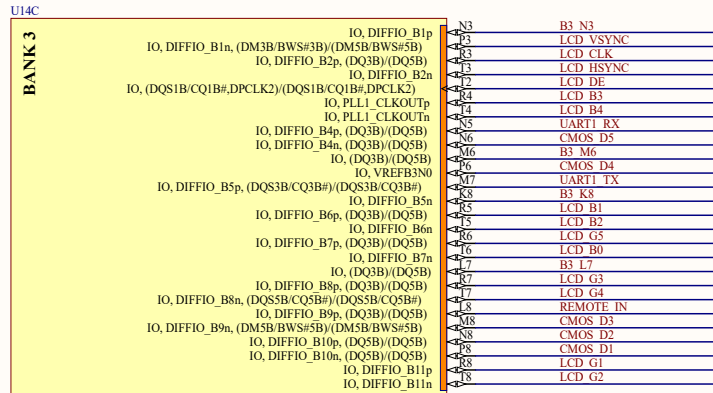 U14C
BANK 3
IO, DIFFIO_B1p N3 B3_N3
IO, DIFFIO_B1n, (DM3B/BWS#3B)/(DM5B/BWS#5B) P3 LCD_VSYNC
IO, DIFFIO_B2p, (DQ3B)/(DQ5B) R3 LCD_CLK
IO, DIFFIO_B2n T3 LCD_HSYNC
IO, (DQS1B/CQ1B#,DPCLK2)/(DQS1B/CQ1B#,DPCLK2) T2 LCD_DE
IO, PLL1_CLKOUTp R4 LCD_B3
IO, PLL1_CLKOUTn T4 LCD_B4
IO, DIFFIO_B4p, (DQ3B)/(DQ5B) N5 UART1_RX
IO, DIFFIO_B4n, (DQ3B)/(DQ5B) N6 CMOS_D5
IO, (DQ3B)/(DQ5B) M6 B3_M6
IO, VREFB3N0 P6 CMOS_D4
IO, DIFFIO_B5p, (DQS3B/CQ3B#)/(DQS3B/CQ3B#) M7 UART1_TX
IO, DIFFIO_B5n K8 B3_K8
IO, DIFFIO_B6p, (DQ3B)/(DQ5B) R5 LCD_B1
IO, DIFFIO_B6n T5 LCD_B2
IO, DIFFIO_B7p, (DQ3B)/(DQ5B) R6 LCD_G5
IO, DIFFIO_B7n T6 LCD_B0
IO, (DQ3B)/(DQ5B) L7 B3_L7
IO, DIFFIO_B8p, (DQ3B)/(DQ5B) R7 LCD_G3
IO, DIFFIO_B8n, (DQS5B/CQ5B#)/(DQS5B/CQ5B#) T7 LCD_G4
IO, DIFFIO_B9p, (DQ3B)/(DQ5B) L8 REMOTE_IN
IO, DIFFIO_B9n, (DM5B/BWS#5B)/(DM5B/BWS#5B) M8 CMOS_D3
IO, DIFFIO_B10p, (DQ5B)/(DQ5B) N8 CMOS_D2
IO, DIFFIO_B10n, (DQ5B)/(DQ5B) P8 CMOS_D1
IO, DIFFIO_B11p R8 LCD_G1
IO, DIFFIO_B11n T8 LCD_G2